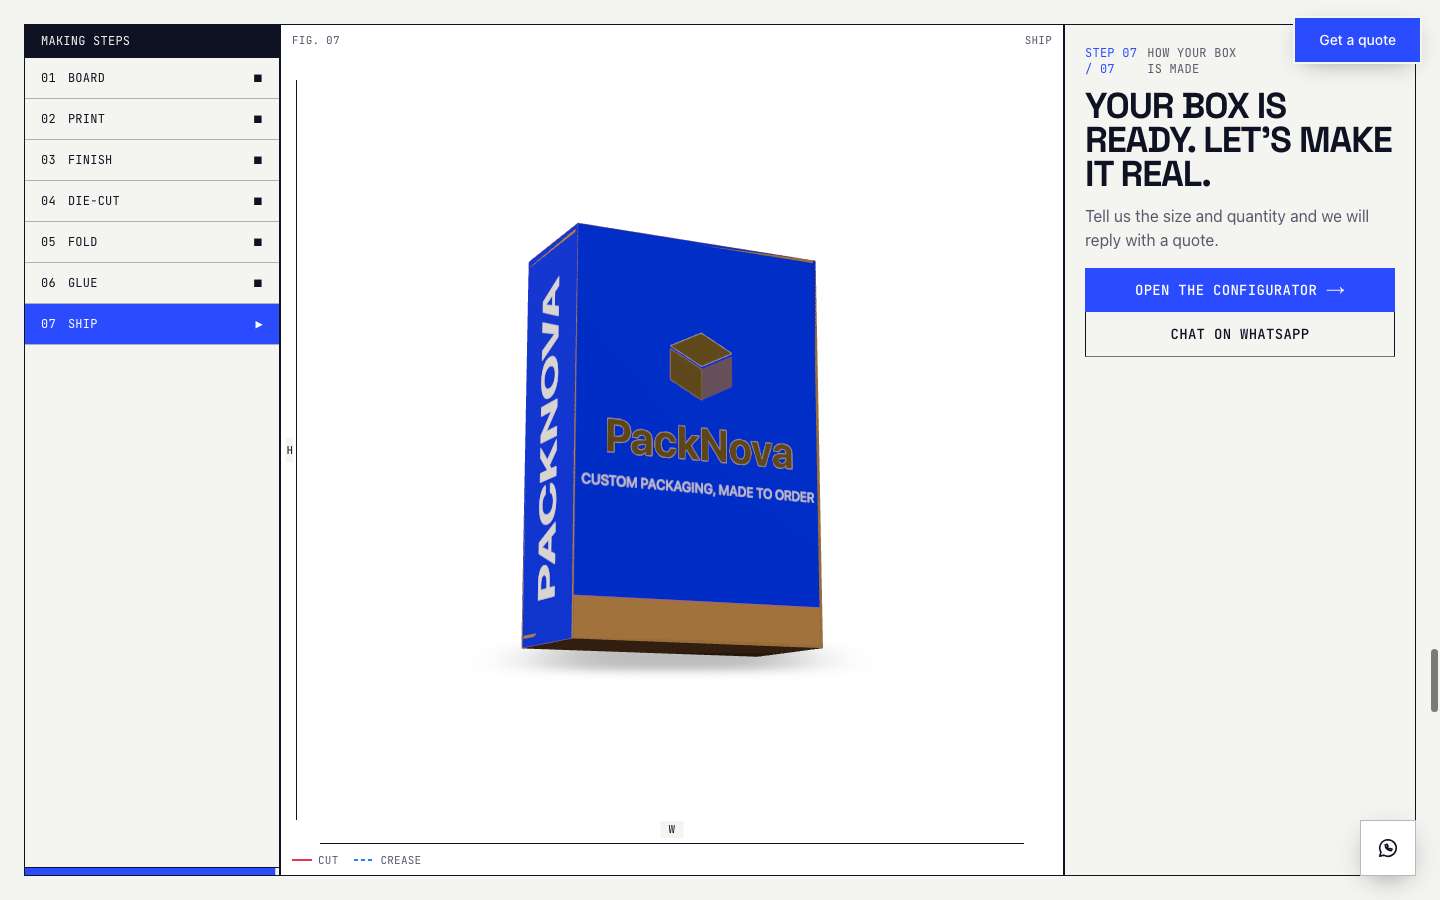 MAKING STEPS
01 BOARD
02 PRINT
03 FINISH
04 DIE-CUT
05 FOLD
06 GLUE
07 SHIP
FIG. 07
SHIP
H
PACKNOVA
PackNova
CUSTOM PACKAGING, MADE TO ORDER
W
CUT
CREASE
Get a quote
STEP 07 / 07
HOW YOUR BOX IS MADE
YOUR BOX IS
READY. LET’S MAKE
IT REAL.
Tell us the size and quantity and we will
reply with a quote.
OPEN THE CONFIGURATOR →
CHAT ON WHATSAPP